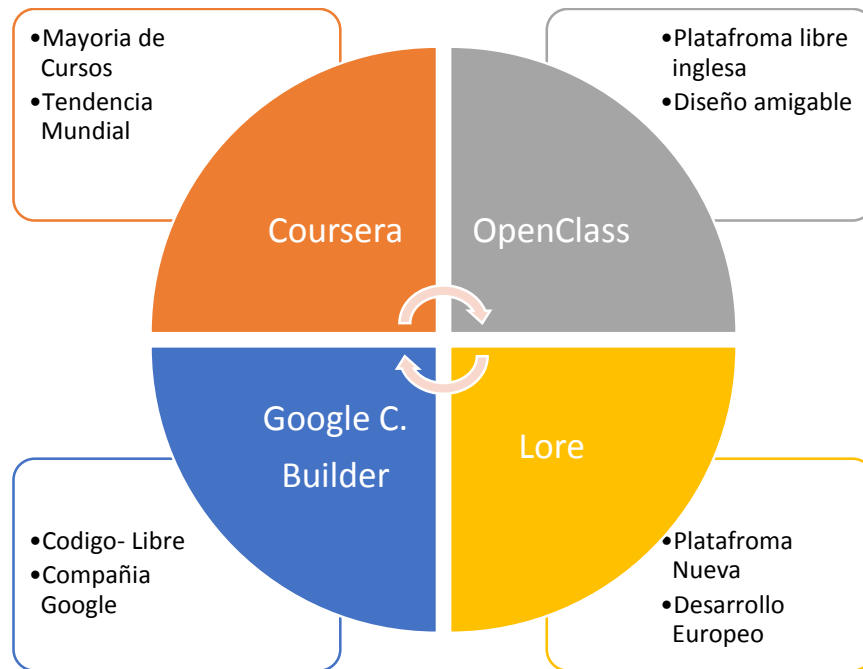 •Mayoria de
Cursos
•Tendencia
Mundial
•Platafroma libre
inglesa
•Diseño amigable
Coursera
OpenClass
Google C.
Builder
Lore
•Codigo- Libre
•Compañia
Google
•Platafroma
Nueva
•Desarrollo
Europeo